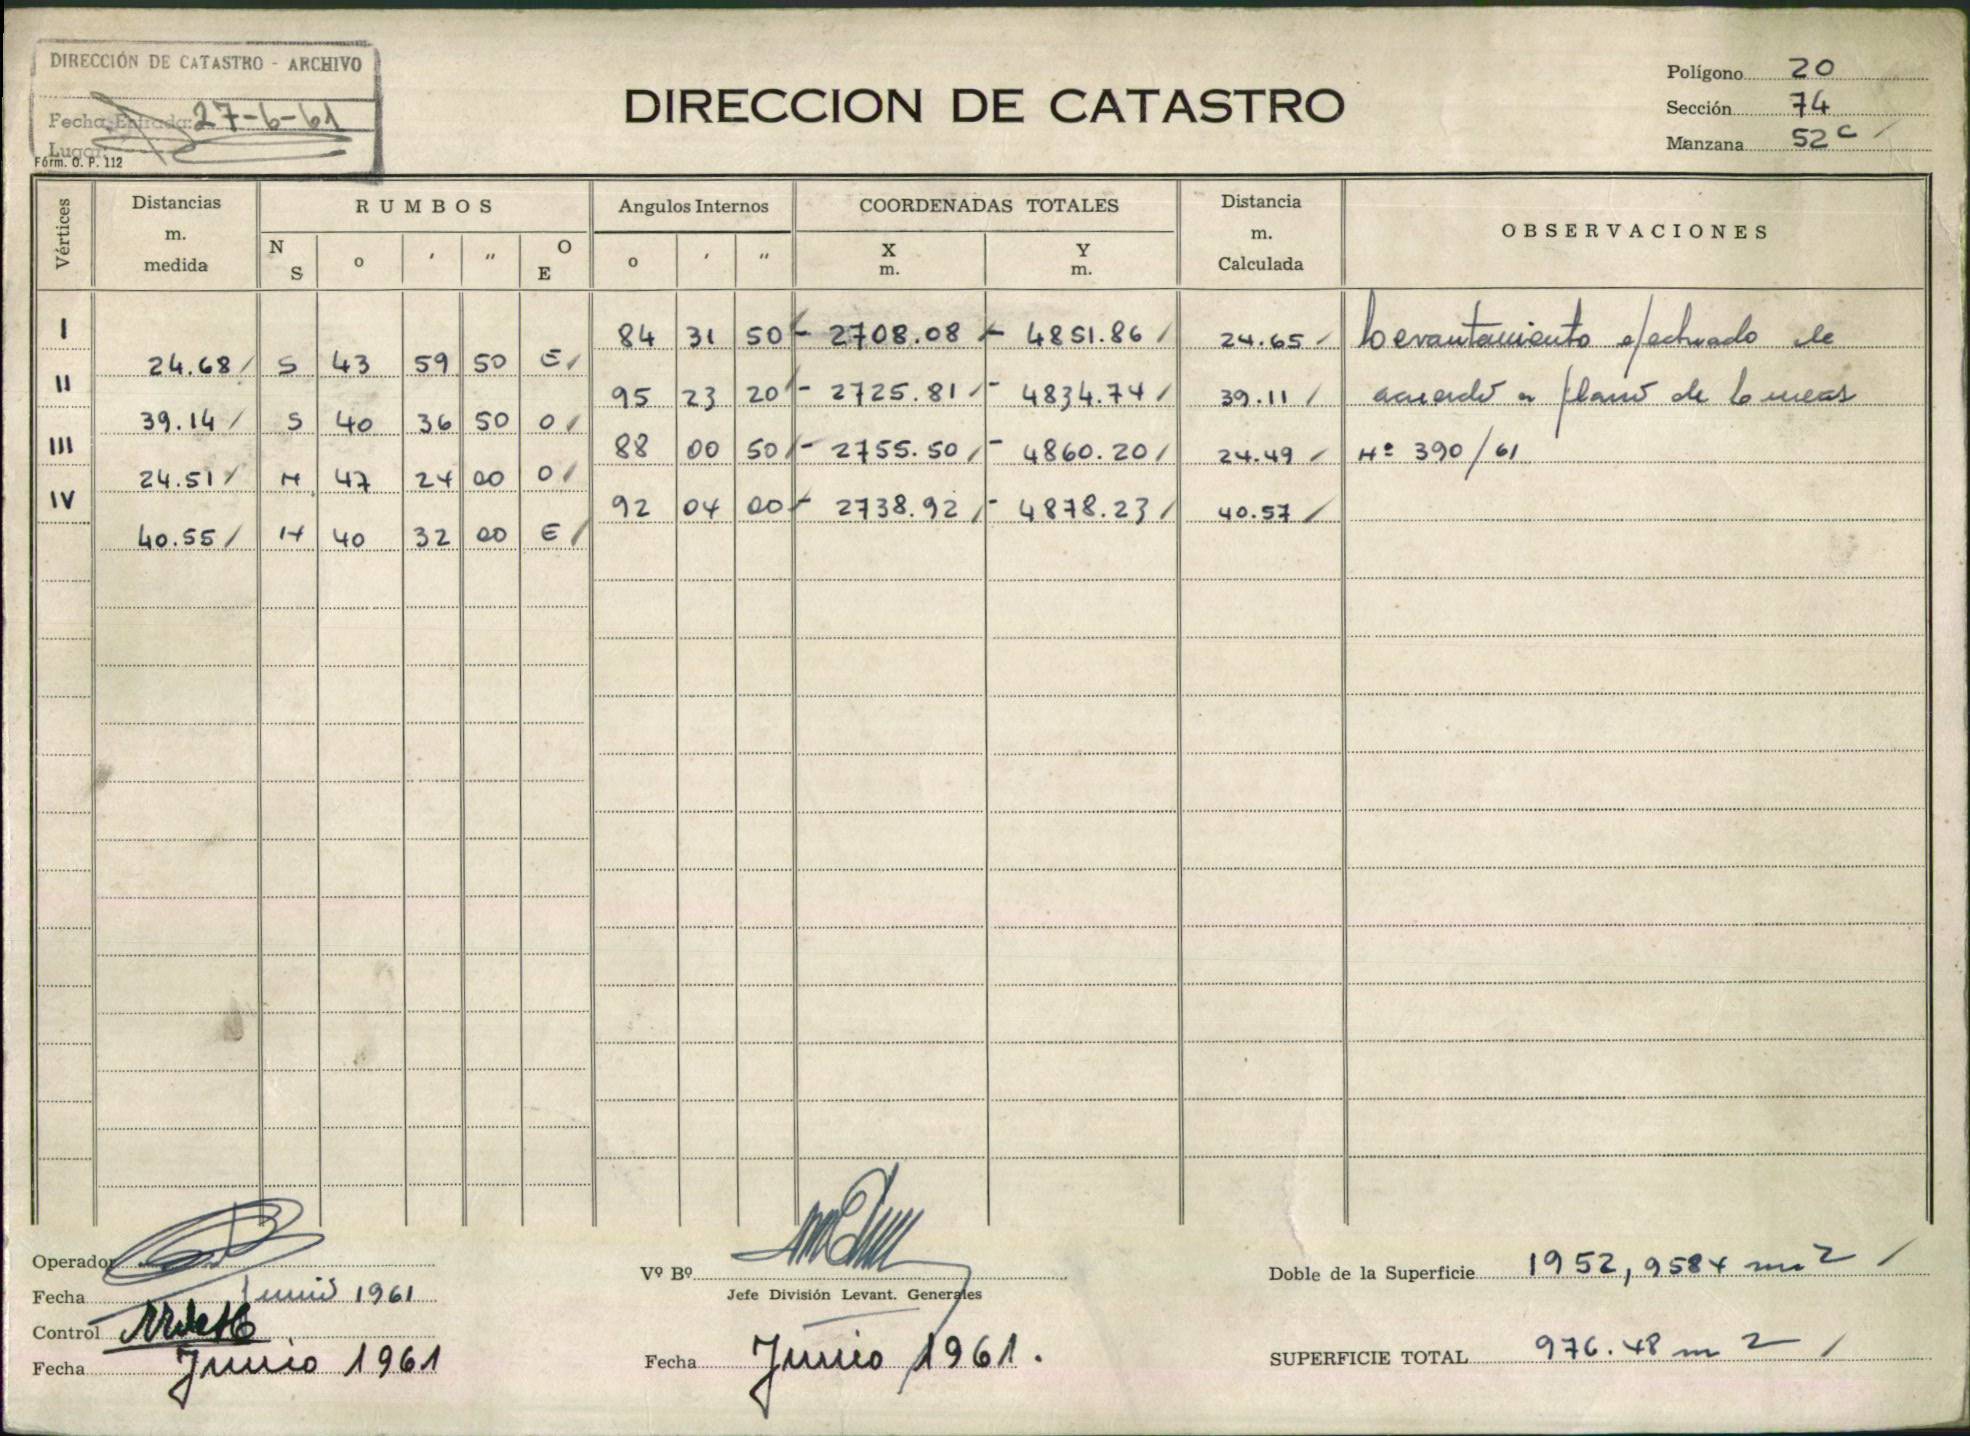 DIRECCIÓN DE CATASTRO - ARCHIVO
Fecha Entrada: 27-6-61
Lugar:
Fórm. O. P. 112
DIRECCION DE CATASTRO
Polígono 20
Sección 74
Manzana 52 c
Vértices Distancias m. medida RUMBOS Angulos Internos COORDENADAS TOTALES Distancia m. Calculada OBSERVACIONES
N S o ′ ″ O E o ′ ″ X m. Y m.
I 84 31 50 - 2708.08 - 4851.86 24.65 Levantamiento efectuado de
24.68 S 43 59 50 E
II 95 23 20 - 2725.81 - 4834.74 39.11 acuerdo a plano de
39.14 S 40 36 50 O
III 88 00 50 - 2755.50 - 4860.20 24.49 Nº 390/61
24.51 N 47 24 00 O
IV 92 04 00 - 2738.92 - 4878.23 40.57
40.55 N 40 32 00 E
Operador
Fecha Junio 1961
Control
Fecha Junio 1961
Vº Bº
Jefe División Levant. Generales
Fecha Junio 1961.
Doble de la Superficie 1952,9584 m2
SUPERFICIE TOTAL 976.48 m2